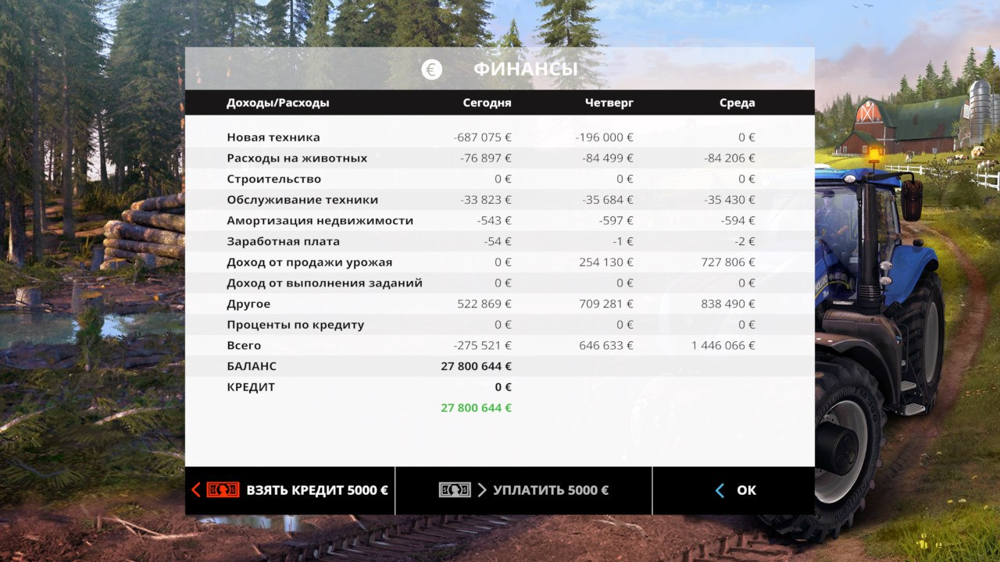 € ФИНАНСЫ
Доходы/Расходы Сегодня Четверг Среда
Новая техника -687 075 € -196 000 € 0 €
Расходы на животных -76 897 € -84 499 € -84 206 €
Строительство 0 € 0 € 0 €
Обслуживание техники -33 823 € -35 684 € -35 430 €
Амортизация недвижимости -543 € -597 € -594 €
Заработная плата -54 € -1 € -2 €
Доход от продажи урожая 0 € 254 130 € 727 806 €
Доход от выполнения заданий 0 € 0 € 0 €
Другое 522 869 € 709 281 € 838 490 €
Проценты по кредиту 0 € 0 € 0 €
Всего -275 521 € 646 633 € 1 446 066 €
БАЛАНС 27 800 644 €
КРЕДИТ 0 €
27 800 644 €
ВЗЯТЬ КРЕДИТ 5000 € УПЛАТИТЬ 5000 € ОК